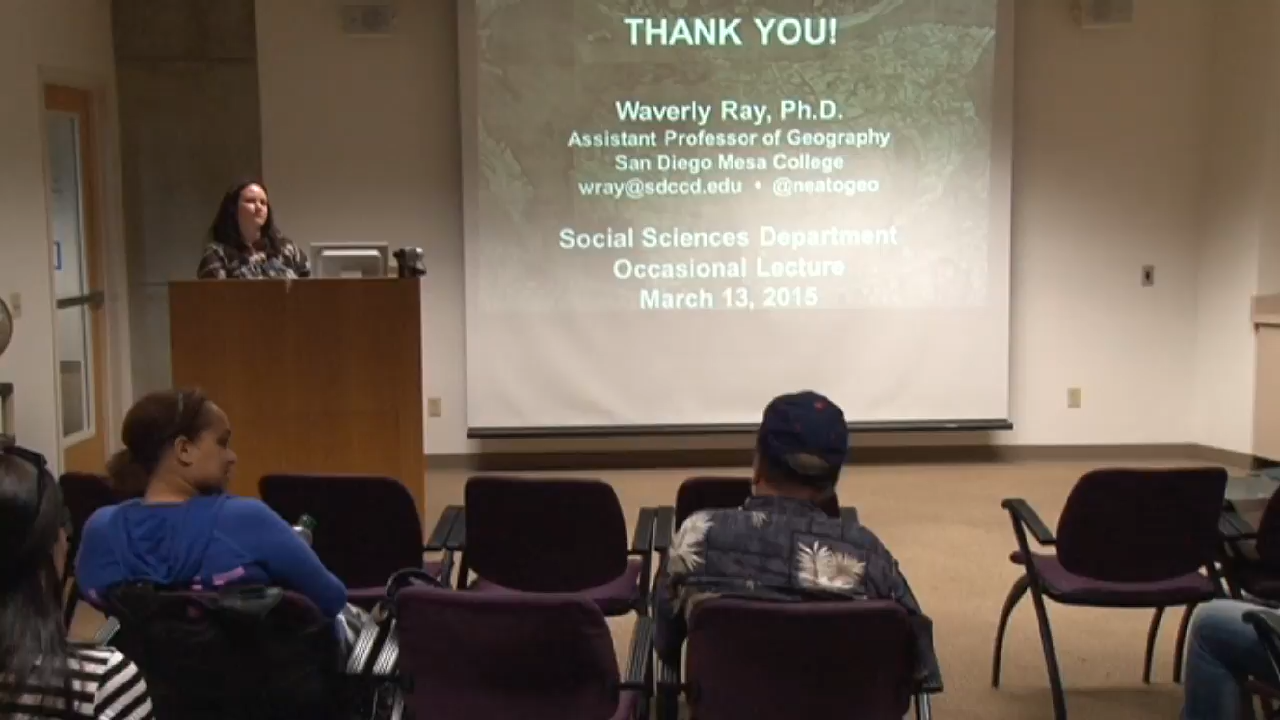 THANK YOU!
Waverly Ray, Ph.D.
Assistant Professor of Geography
San Diego Mesa College
wray@sdccd.edu • @neatogeo
Social Sciences Department
Occasional Lecture
March 13, 2015